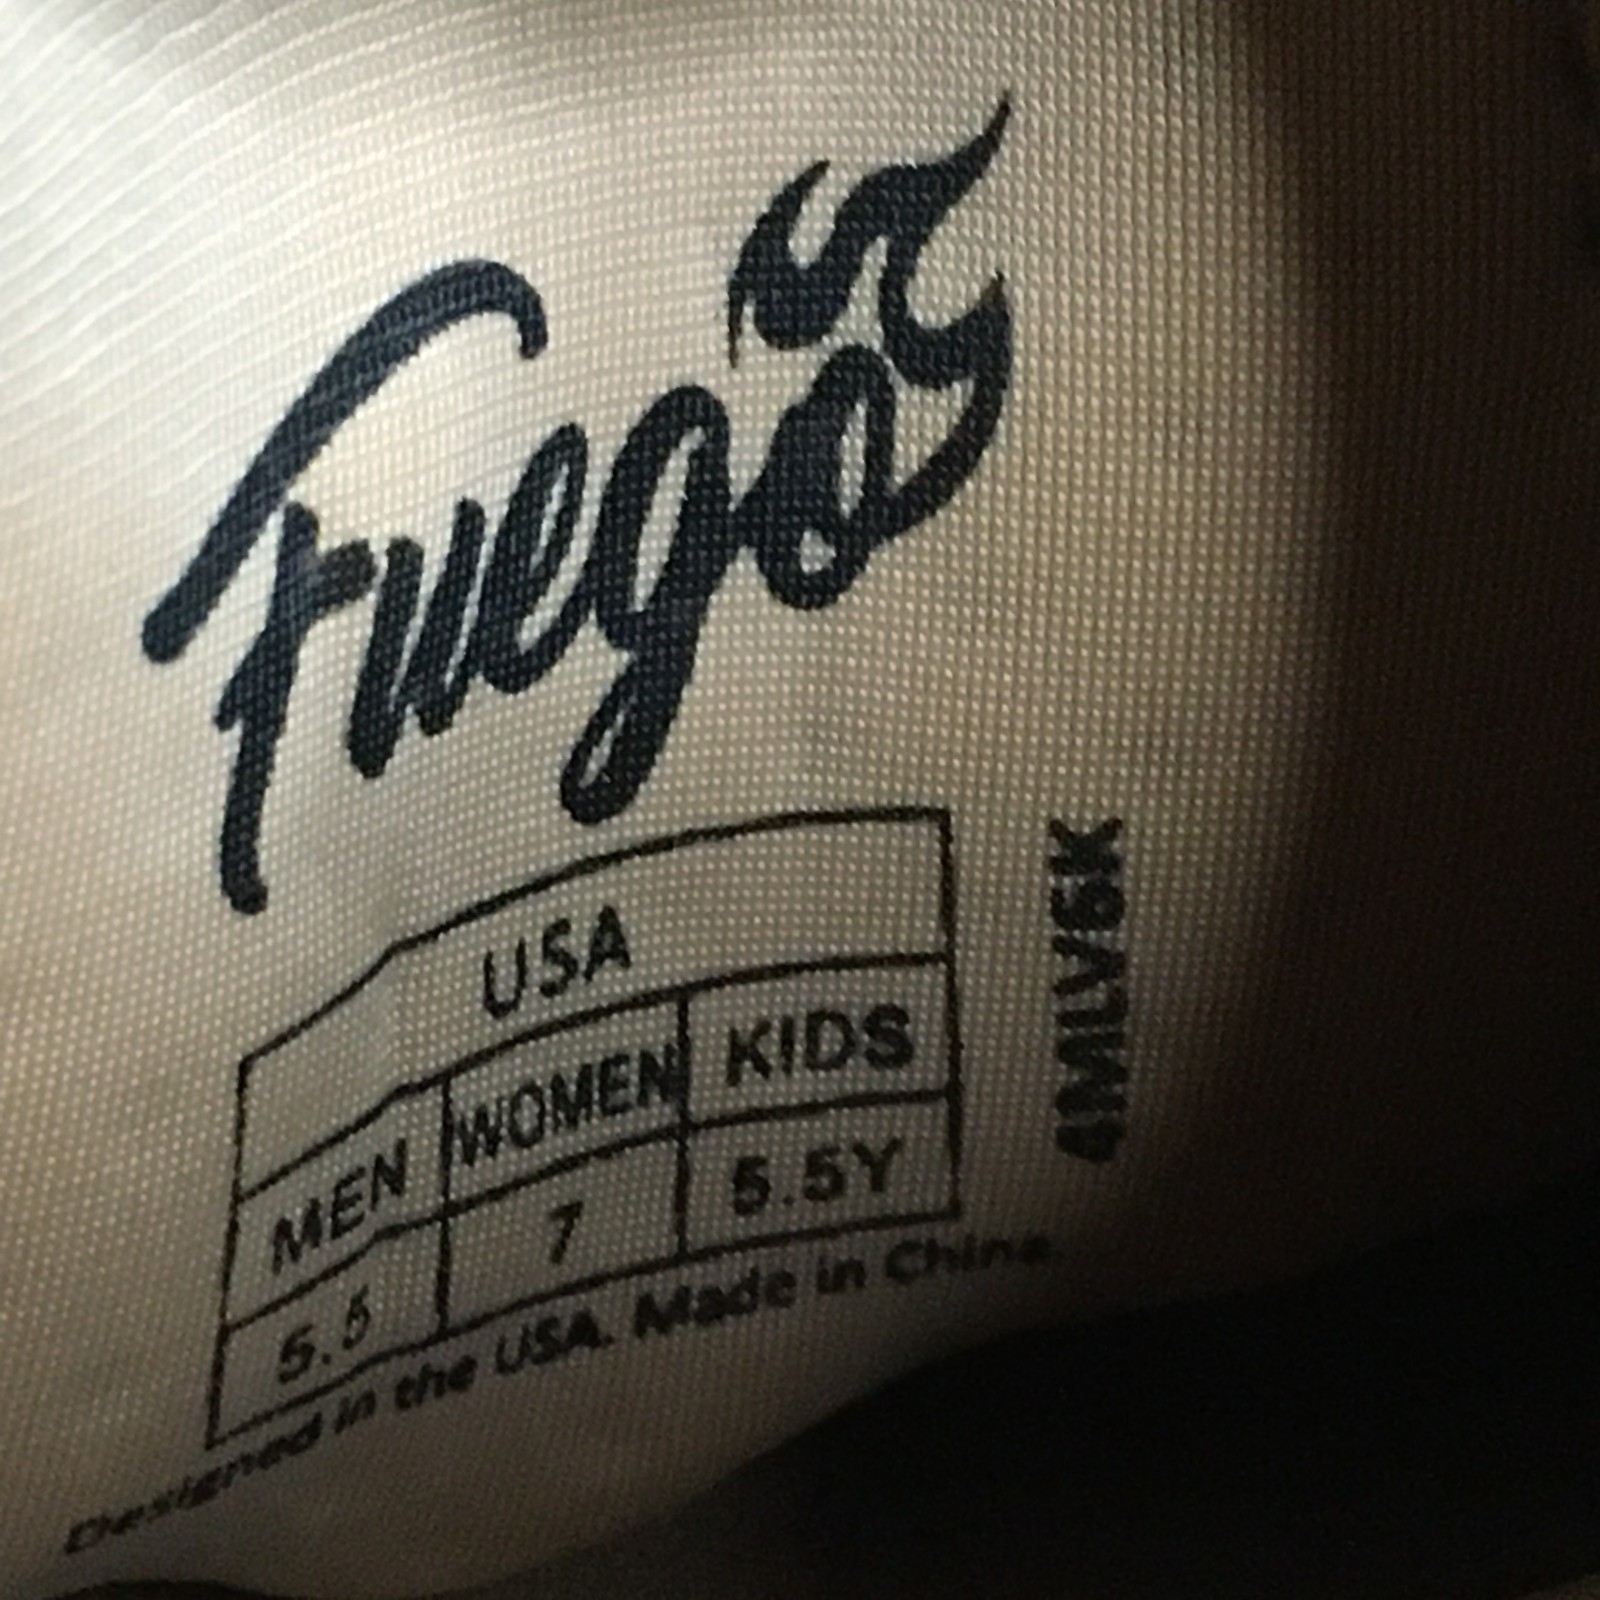 Fuego
USA
MEN WOMEN KIDS
5.5 7 5.5Y
Designed in the USA. Made in China.
4MLV6K